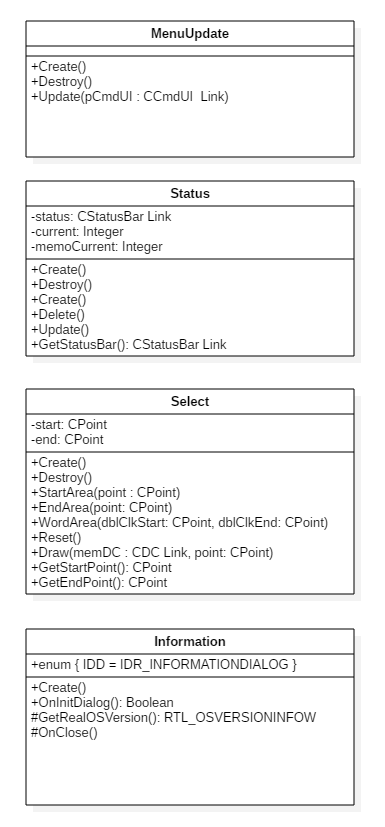 MenuUpdate
+Create()
+Destroy()
+Update(pCmdUI : CCmdUI  Link)
Status
-status: CStatusBar Link
-current: Integer
-memoCurrent: Integer
+Create()
+Destroy()
+Create()
+Delete()
+Update()
+GetStatusBar(): CStatusBar Link
Select
-start: CPoint
-end: CPoint
+Create()
+Destroy()
+StartArea(point : CPoint)
+EndArea(point: CPoint)
+WordArea(dblClkStart: CPoint, dblClkEnd: CPoint)
+Reset()
+Draw(memDC : CDC Link, point: CPoint)
+GetStartPoint(): CPoint
+GetEndPoint(): CPoint
Information
+enum { IDD = IDR_INFORMATIONDIALOG }
+Create()
+OnInitDialog(): Boolean
#GetRealOSVersion(): RTL_OSVERSIONINFOW
#OnClose()